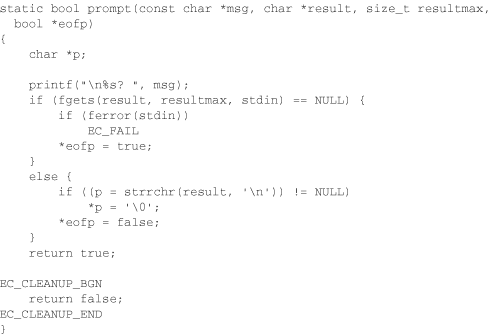 static bool prompt(const char *msg, char *result, size_t resultmax,
  bool *eofp)
{
    char *p;

    printf("\n%s? ", msg);
    if (fgets(result, resultmax, stdin) == NULL) {
        if (ferror(stdin))
            EC_FAIL
        *eofp = true;
    }
    else {
        if ((p = strrchr(result, '\n')) != NULL)
            *p = '\0';
        *eofp = false;
    }
    return true;

EC_CLEANUP_BGN
    return false;
EC_CLEANUP_END
}